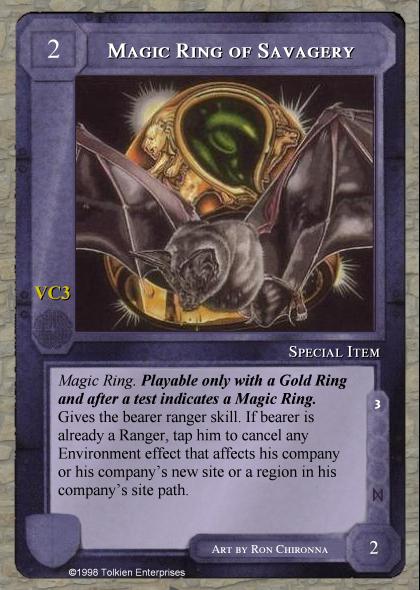 2
MAGIC RING OF SAVAGERY
VC3
SPECIAL ITEM
Magic Ring. Playable only with a Gold Ring
and after a test indicates a Magic Ring.
Gives the bearer ranger skill. If bearer is
already a Ranger, tap him to cancel any
Environment effect that affects his company
or his company's new site or a region in his
company's site path.
3
ART BY RON CHIRONNA
2
©1998 Tolkien Enterprises